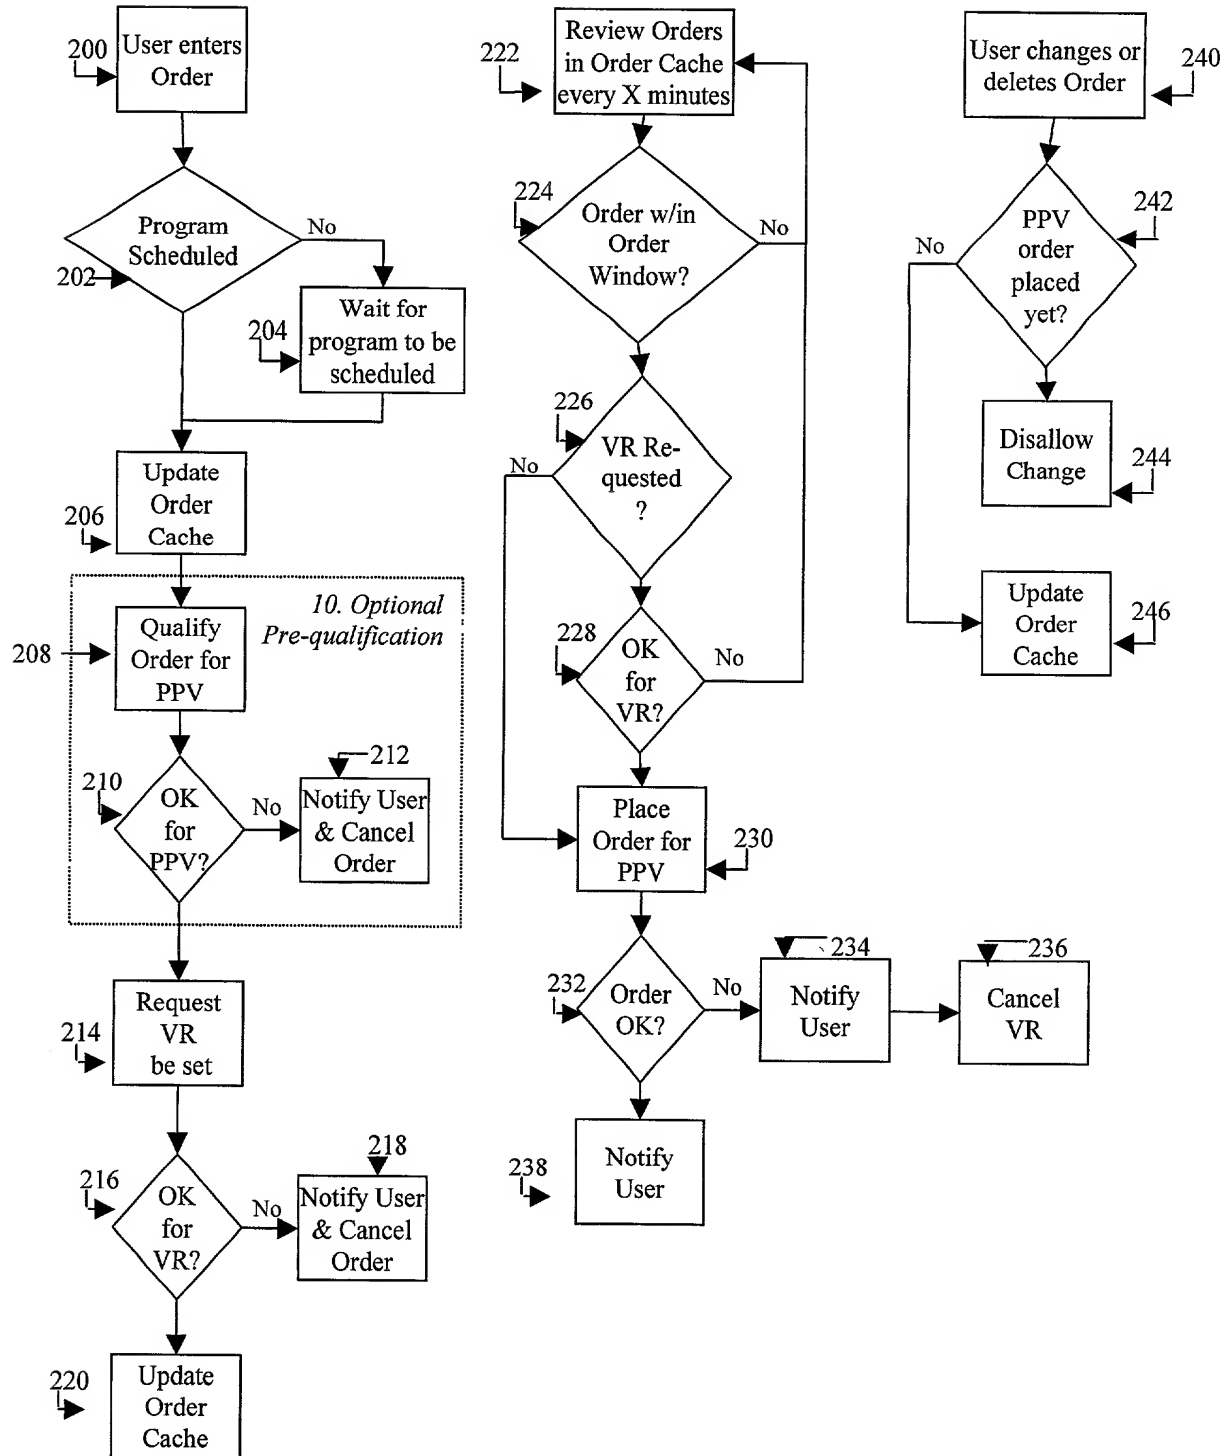 200
User enters
Order
Program
Scheduled
No
202
204
Wait for
program to be
scheduled
206
Update
Order
Cache
10. Optional
Pre-qualification
208
Qualify
Order for
PPV
210
OK
for
PPV?
No
212
Notify User
& Cancel
Order
214
Request
VR
be set
216
OK
for
VR?
No
218
Notify User
& Cancel
Order
220
Update
Order
Cache
222
Review Orders
in Order Cache
every X minutes
224
Order w/in
Order
Window?
No
226
VR Re-
quested
?
No
228
OK
for
VR?
No
Place
Order for
PPV
230
232
Order
OK?
No
234
Notify
User
236
Cancel
VR
238
Notify
User
User changes or
deletes Order
240
242
PPV
order
placed
yet?
No
Disallow
Change
244
Update
Order
Cache
246